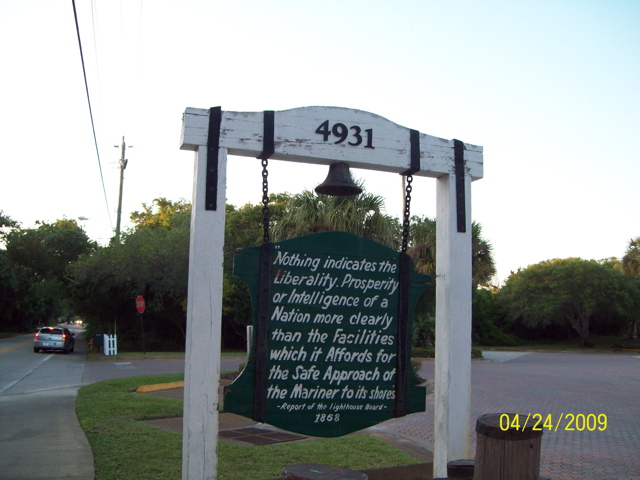 4931
"Nothing indicates the
Liberality, Prosperity
or Intelligence of a
Nation more clearly
than the Facilities
which it Affords for
the Safe Approach of
the Mariner to its shores
-Report of the lighthouse Board-
1868
04/24/2009